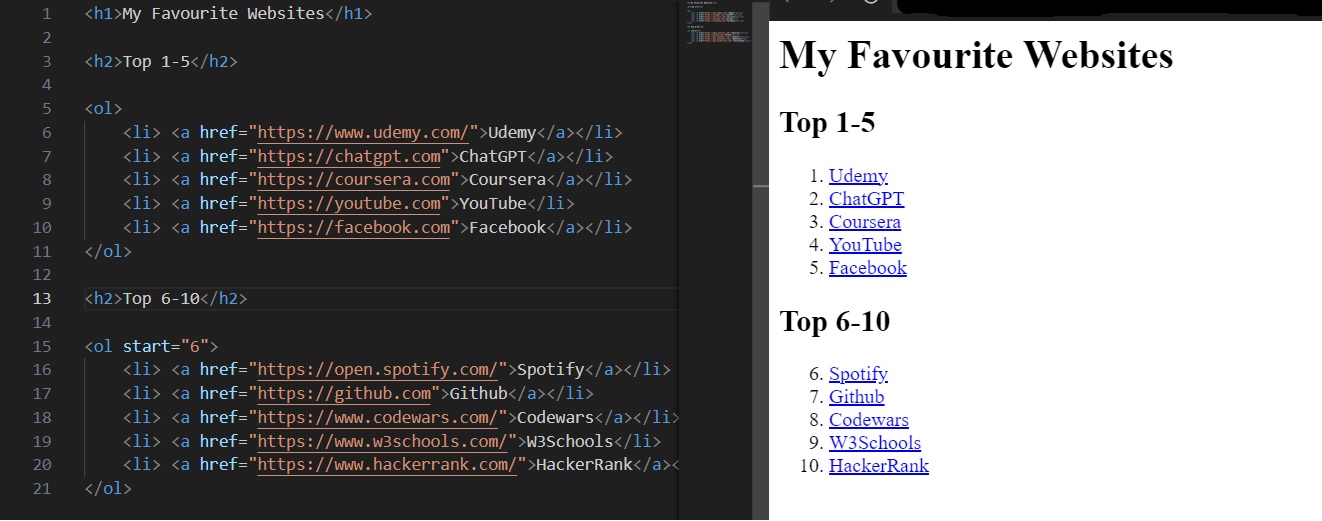 1 <h1>My Favourite Websites</h1>
2
3 <h2>Top 1-5</h2>
4
5 <ol>
6 <li> <a href="https://www.udemy.com/">Udemy</a></li>
7 <li> <a href="https://chatgpt.com">ChatGPT</a></li>
8 <li> <a href="https://coursera.com">Coursera</a></li>
9 <li> <a href="https://youtube.com">YouTube</li>
10 <li> <a href="https://facebook.com">Facebook</a></li>
11 </ol>
12
13 <h2>Top 6-10</h2>
14
15 <ol start="6">
16 <li> <a href="https://open.spotify.com/">Spotify</a></li>
17 <li> <a href="https://github.com">Github</a></li>
18 <li> <a href="https://www.codewars.com/">Codewars</a></li>
19 <li> <a href="https://www.w3schools.com/">W3Schools</li>
20 <li> <a href="https://www.hackerrank.com/">HackerRank</a><
21 </ol>
My Favourite Websites
Top 1-5
1. Udemy
2. ChatGPT
3. Coursera
4. YouTube
5. Facebook
Top 6-10
6. Spotify
7. Github
8. Codewars
9. W3Schools
10. HackerRank